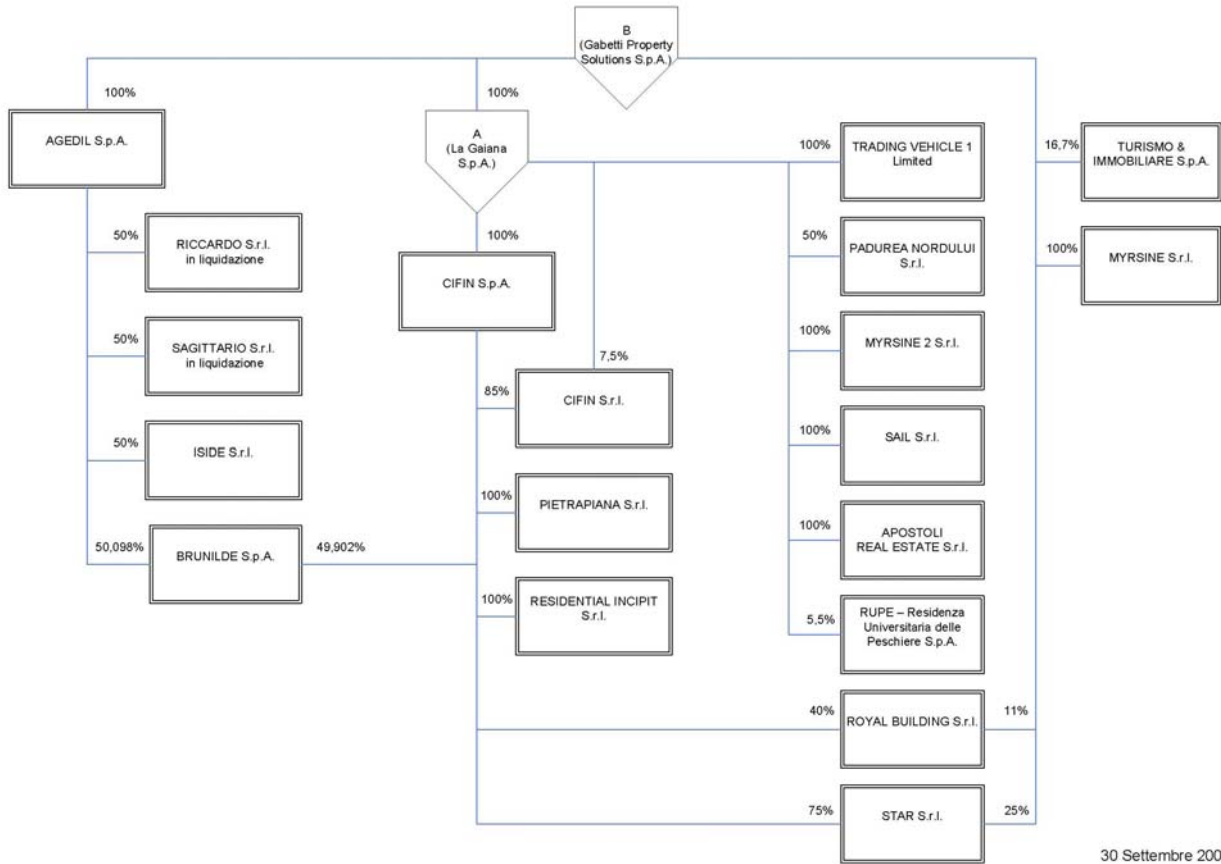 B
(Gabetti Property
Solutions S.p.A.)
100%
100%
AGEDIL S.p.A.
A
(La Gaiana
S.p.A.)
100%
TRADING VEHICLE 1
Limited
16,7%
TURISMO &
IMMOBILIARE S.p.A.
50%
RICCARDO S.r.l.
in liquidazione
100%
CIFIN S.p.A.
50%
PADUREA NORDULUI
S.r.l.
100%
MYRSINE S.r.l.
50%
SAGITTARIO S.r.l.
in liquidazione
7,5%
100%
MYRSINE 2 S.r.l.
85%
CIFIN S.r.l.
50%
ISIDE S.r.l.
100%
SAIL S.r.l.
100%
PIETRAPIANA S.r.l.
50,098%
BRUNILDE S.p.A.
49,902%
100%
APOSTOLI
REAL ESTATE S.r.l.
100%
RESIDENTIAL INCIPIT
S.r.l.
5,5%
RUPE – Residenza
Universitaria delle
Peschiere S.p.A.
40%
ROYAL BUILDING S.r.l.
11%
75%
STAR S.r.l.
25%
30 Settembre 200